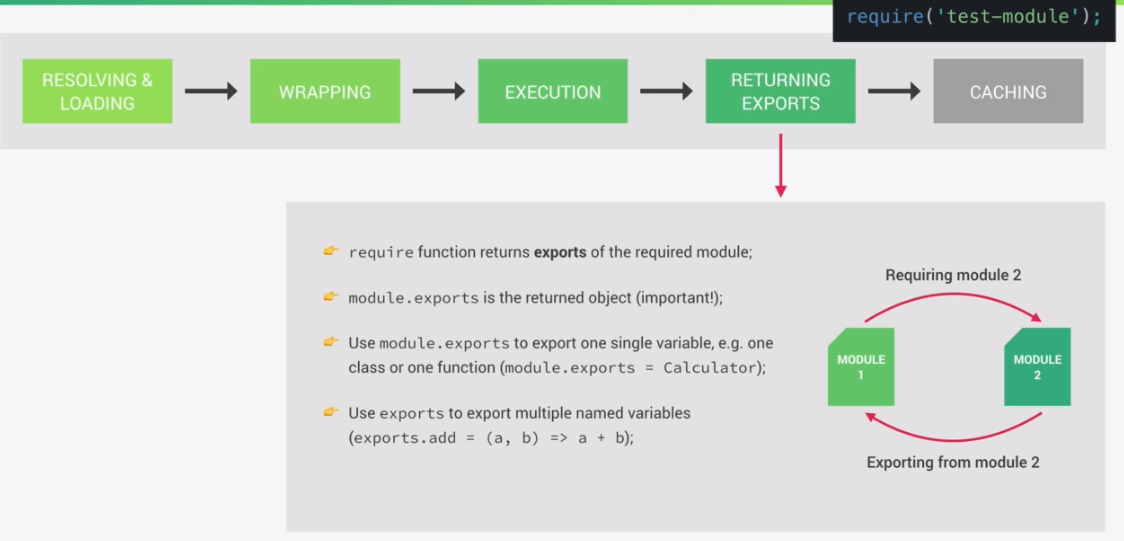 require('test-module');
RESOLVING &
LOADING
WRAPPING
EXECUTION
RETURNING
EXPORTS
CACHING
require function returns exports of the required module;
module.exports is the returned object (important!);
Use module.exports to export one single variable, e.g. one
class or one function (module.exports = Calculator);
Use exports to export multiple named variables
(exports.add = (a, b) => a + b);
Requiring module 2
MODULE
1
MODULE
2
Exporting from module 2